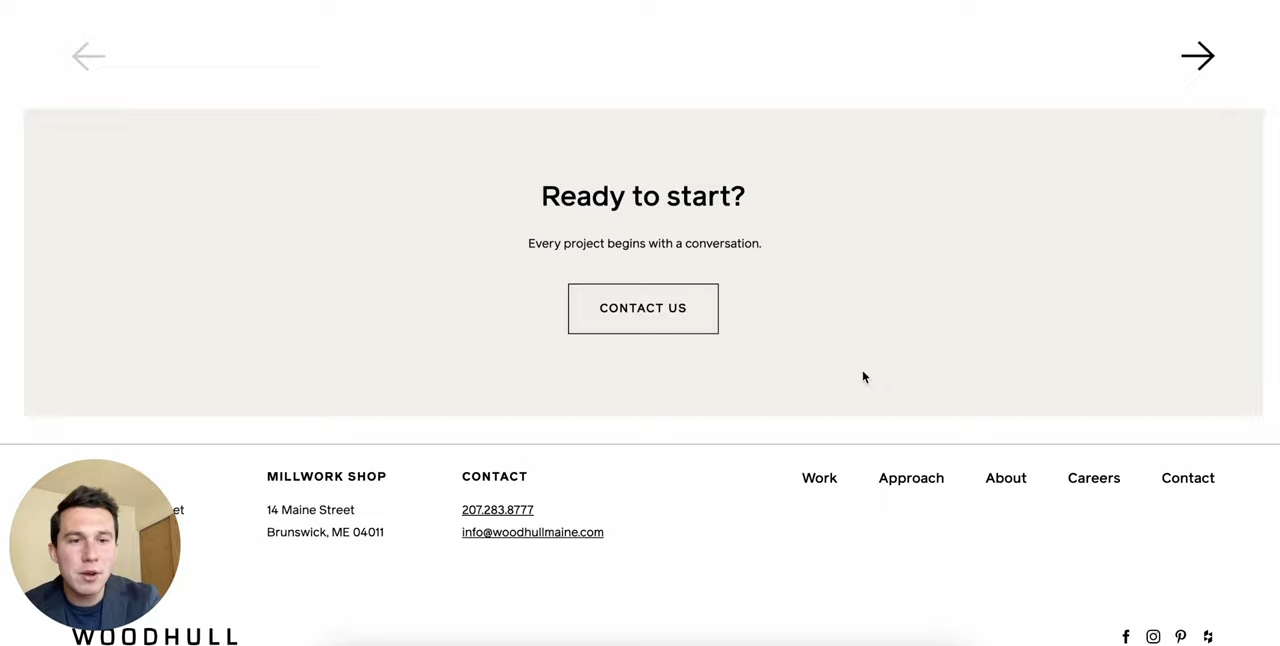 Ready to start?
Every project begins with a conversation.
CONTACT US
MILLWORK SHOP
14 Maine Street
Brunswick, ME 04011
CONTACT
207.283.8777
info@woodhullmaine.com
Work
Approach
About
Careers
Contact
WOODHULL